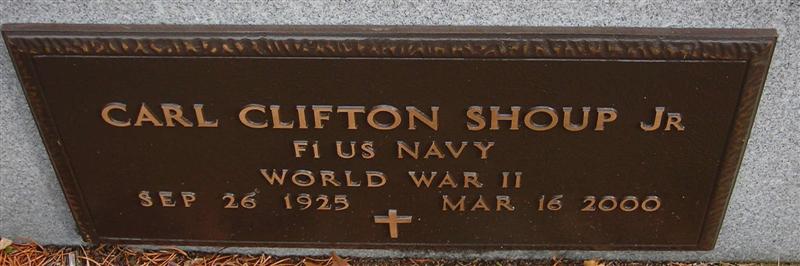 CARL CLIFTON SHOUP JR
F1 US NAVY
WORLD WAR II
SEP 26 1925 MAR 16 2000